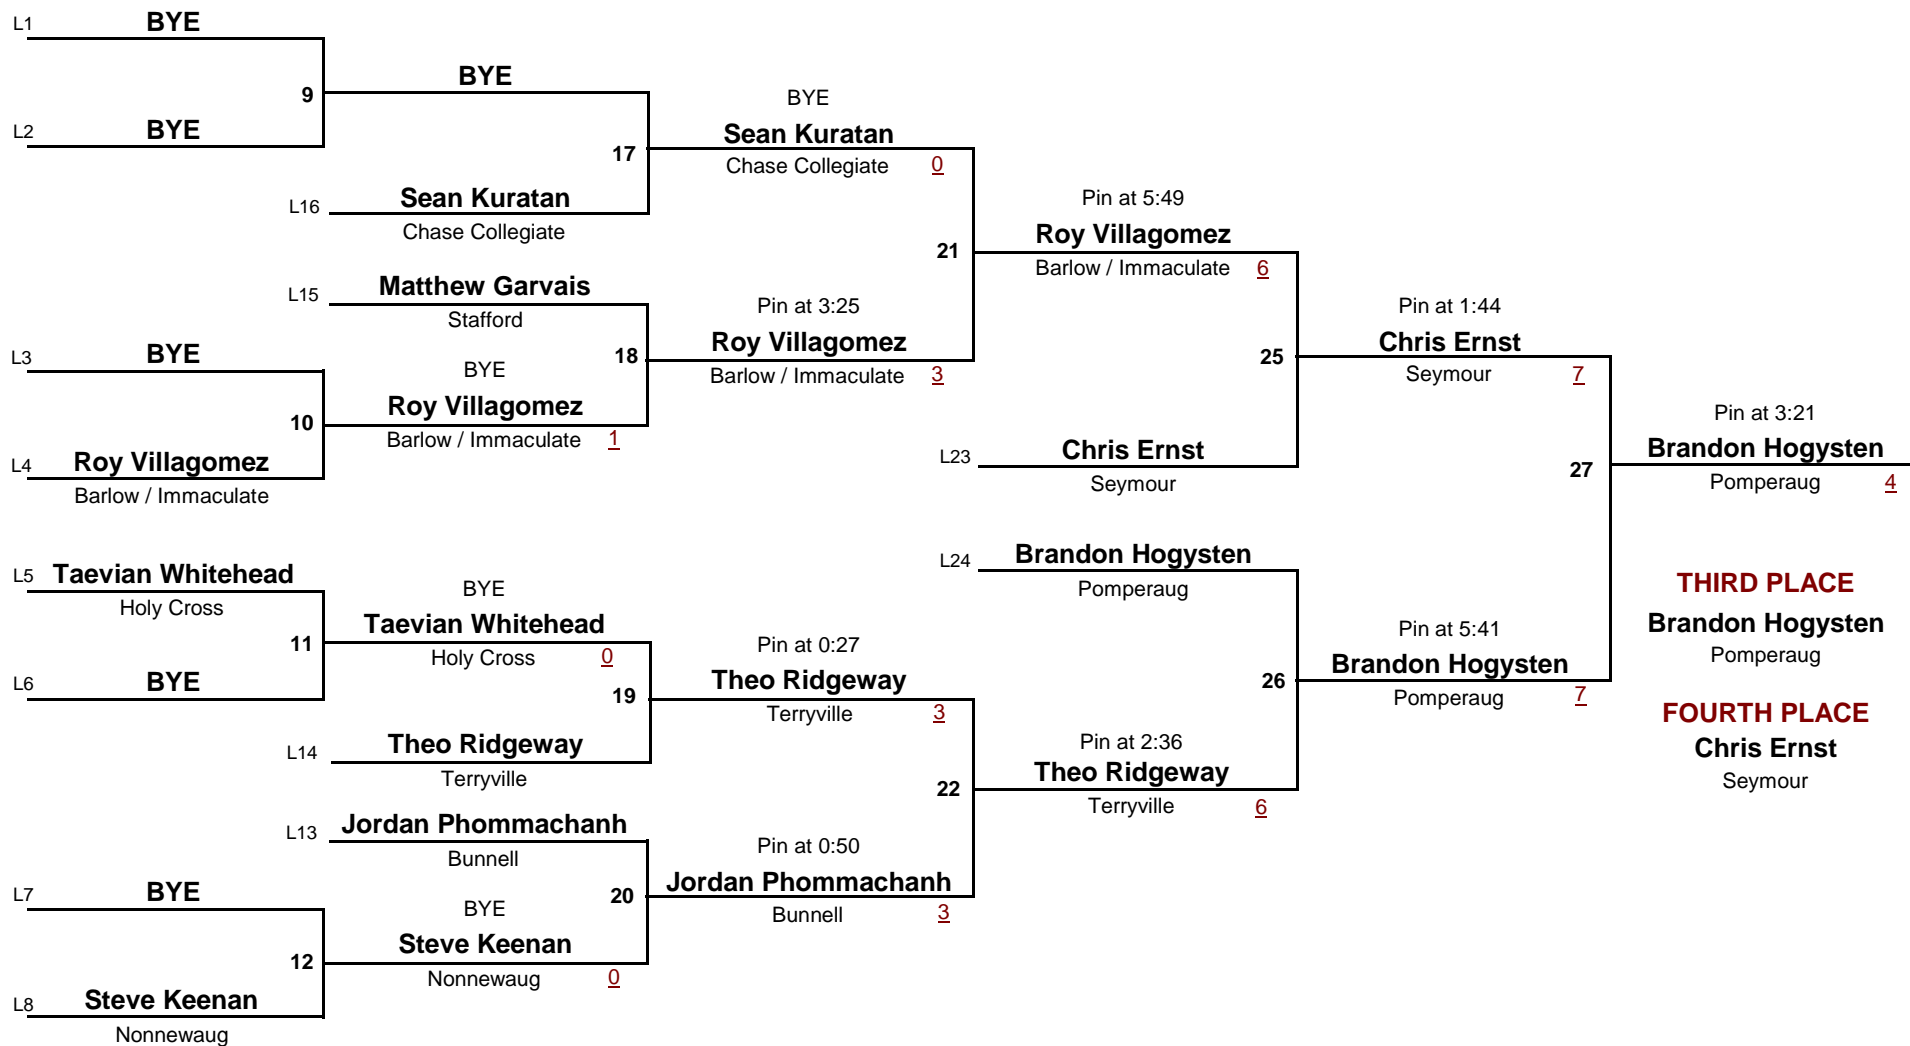 L1 BYE
BYE
9
BYE
L2 BYE
Sean Kuratan
17
Chase Collegiate 0
L16 Sean Kuratan
Chase Collegiate
Pin at 5:49
Roy Villagomez
21
Barlow / Immaculate 6
L15 Matthew Garvais
Stafford
Pin at 3:25
Pin at 1:44
Roy Villagomez
Chris Ernst
L3 BYE
18
25
BYE
Barlow / Immaculate 3
Seymour 7
Roy Villagomez
10
Barlow / Immaculate 1
Pin at 3:21
L4 Roy Villagomez
L23 Chris Ernst
Brandon Hogysten
27
Barlow / Immaculate
Seymour
Pomperaug 4
L24 Brandon Hogysten
L5 Taevian Whitehead
BYE
Pomperaug
THIRD PLACE
Holy Cross
Taevian Whitehead
Brandon Hogysten
11
Pin at 0:27
Pin at 5:41
Holy Cross 0
Pomperaug
L6 BYE
Theo Ridgeway
26
Brandon Hogysten
19
Terryville 3
Pomperaug 7
FOURTH PLACE
L14 Theo Ridgeway
Pin at 2:36
Chris Ernst
Terryville
Theo Ridgeway
Seymour
22
Terryville 6
L13 Jordan Phommachanh
Bunnell
Pin at 0:50
L7 BYE
20
Jordan Phommachanh
BYE
Bunnell 3
Steve Keenan
12
Nonnewaug 0
L8 Steve Keenan
Nonnewaug